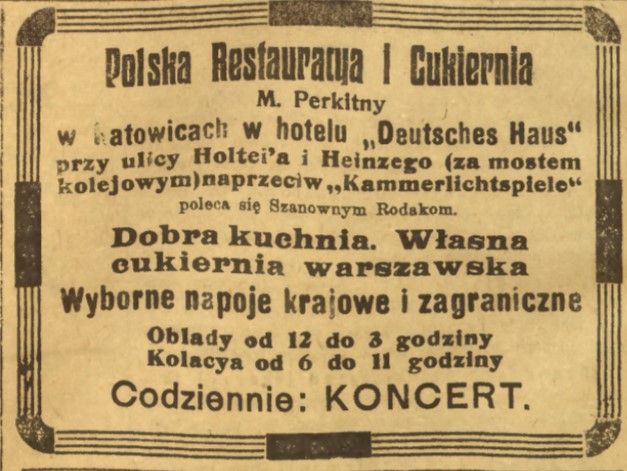 Polska Restauracya i Cukiernia
M. Perkitny
w Katowicach w hotelu „Deutsches Haus“
przy ulicy Holtei’a i Heinzego (za mostem
kolejowym) naprzeciw „Kammerlichtspiele“
poleca się Szanownym Rodakom.
Dobra kuchnia. Własna
cukiernia warszawska
Wyborne napoje krajowe i zagraniczne
Obiady od 12 do 3 godziny
Kolacya od 6 do 11 godziny
Codziennie: KONCERT.